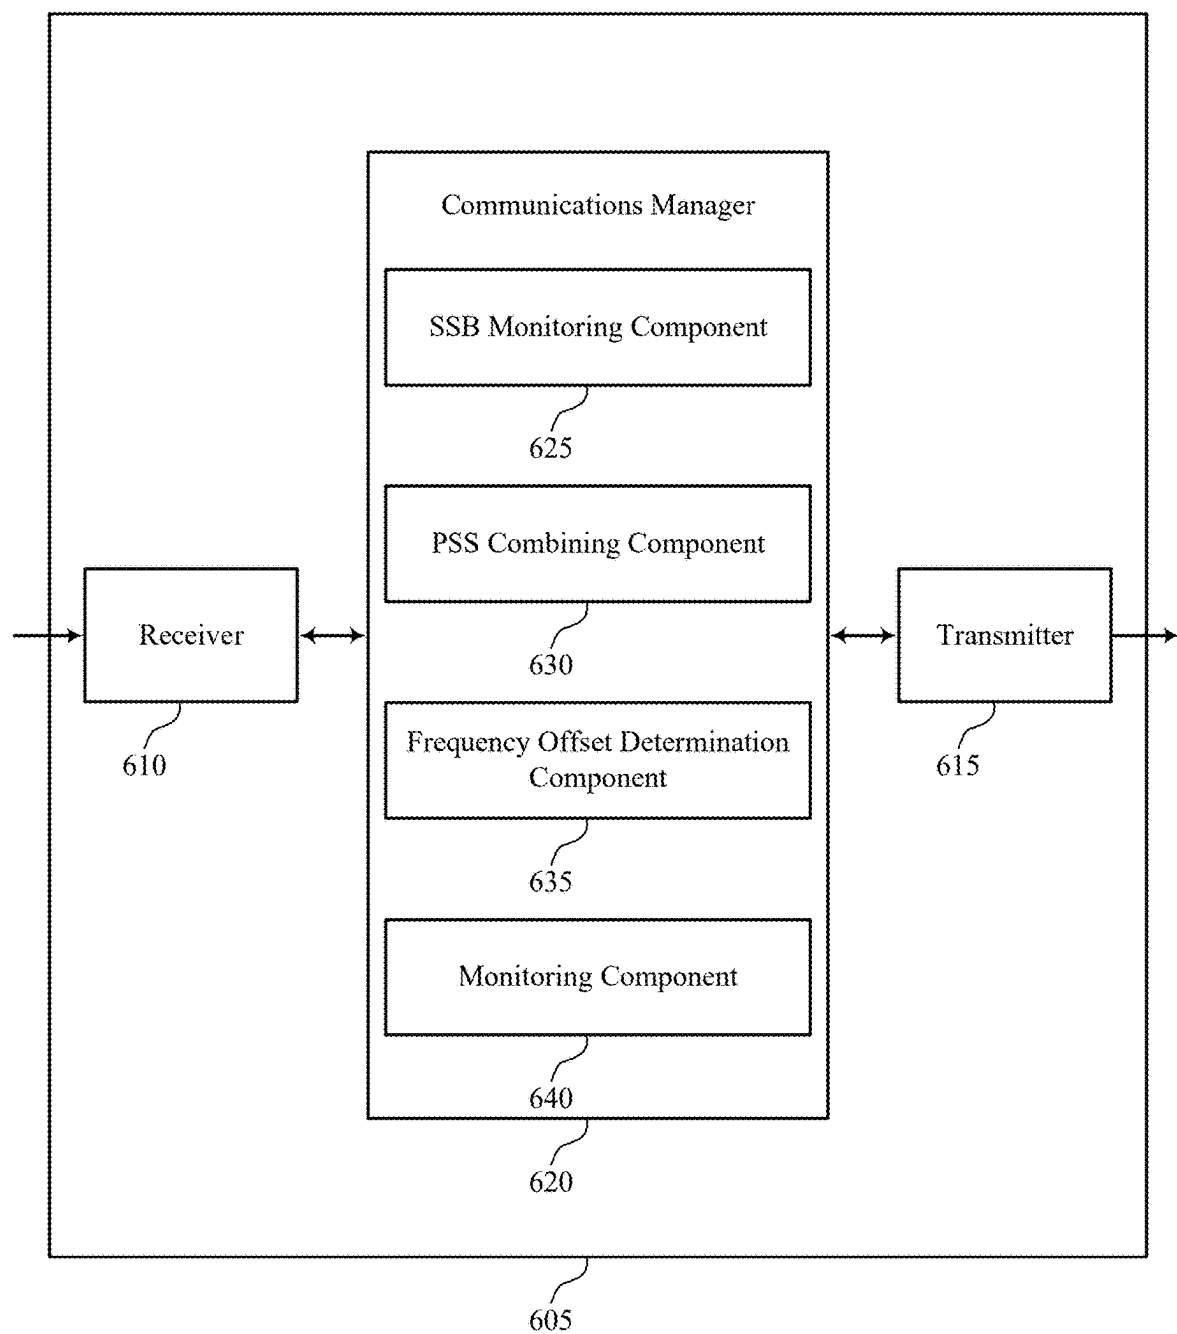 Communications Manager
SSB Monitoring Component
625
PSS Combining Component
630
Receiver
610
Transmitter
615
Frequency Offset Determination
Component
635
Monitoring Component
640
620
605